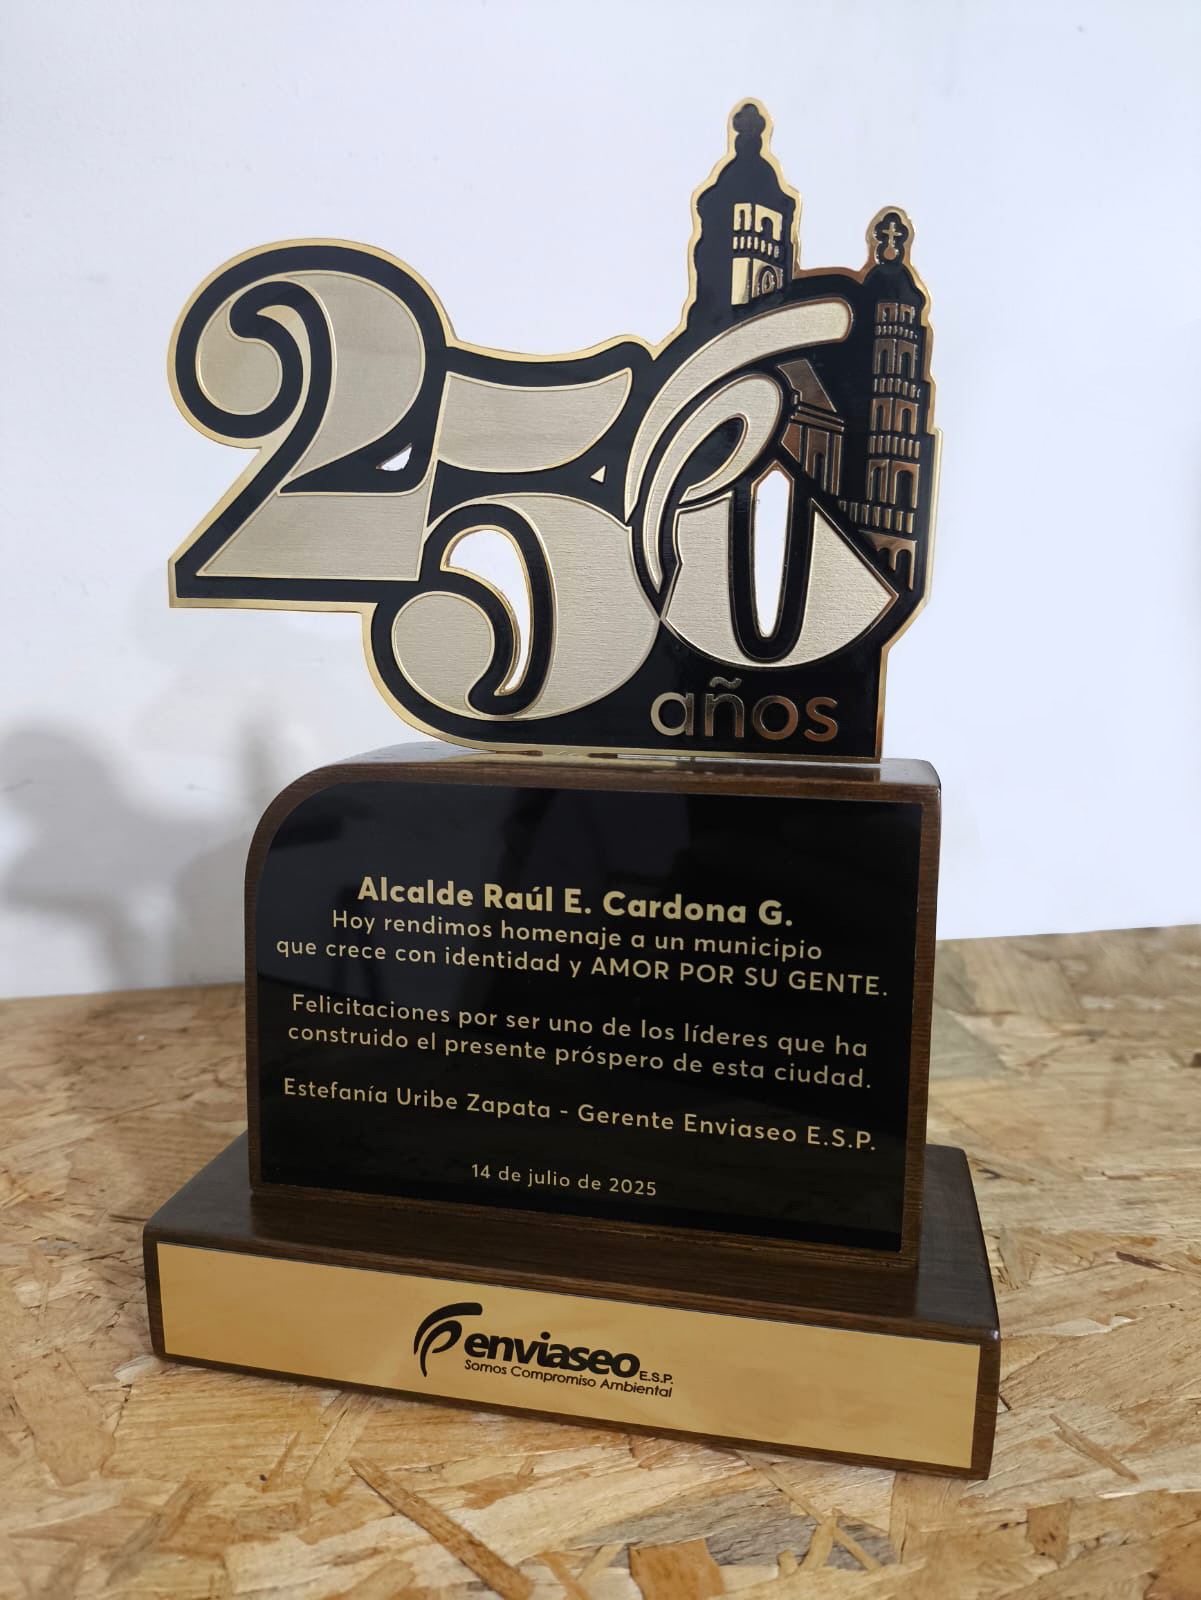 250
años
Alcalde Raúl E. Cardona G.
Hoy rendimos homenaje a un municipio
que crece con identidad y AMOR POR SU GENTE.
Felicitaciones por ser uno de los líderes que ha
construido el presente próspero de esta ciudad.
Estefanía Uribe Zapata - Gerente Enviaseo E.S.P.
14 de julio de 2025
enviaseo E.S.P.
Somos Compromiso Ambiental